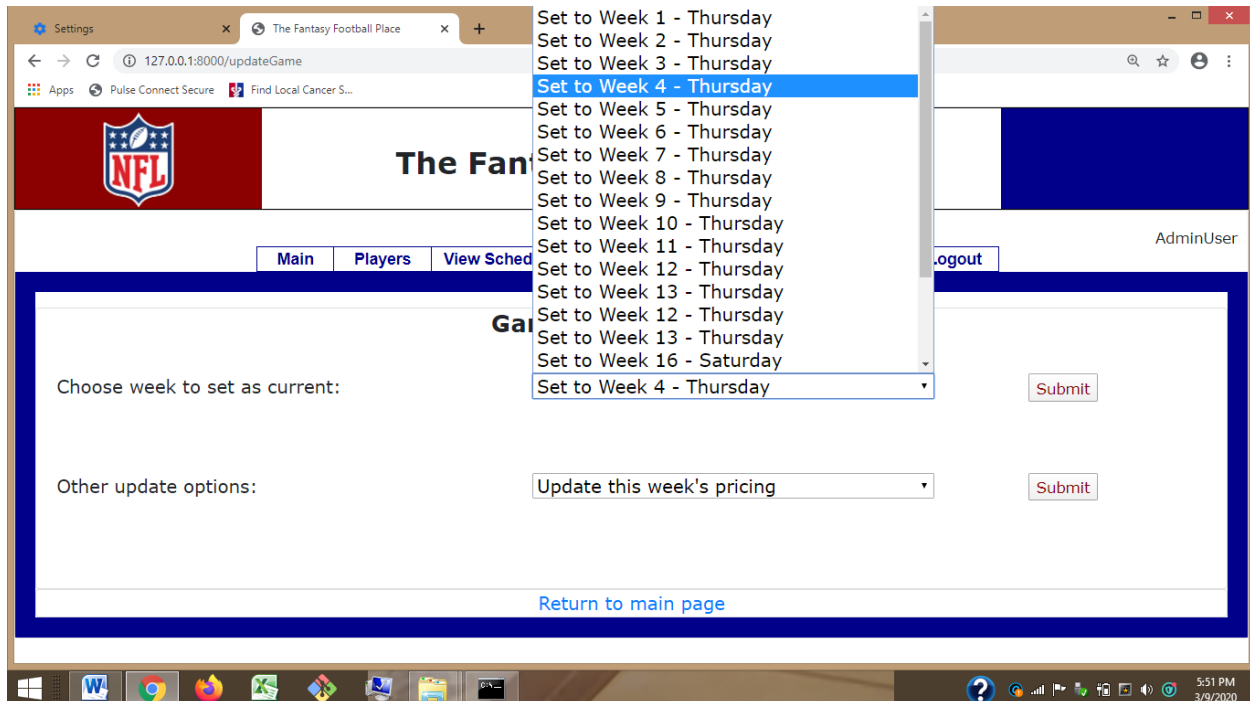 Settings
The Fantasy Football Place
127.0.0.1:8000/updateGame
Apps Pulse Connect Secure Find Local Cancer S...
Set to Week 1 - Thursday
Set to Week 2 - Thursday
Set to Week 3 - Thursday
Set to Week 4 - Thursday
Set to Week 5 - Thursday
Set to Week 6 - Thursday
Set to Week 7 - Thursday
Set to Week 8 - Thursday
Set to Week 9 - Thursday
Set to Week 10 - Thursday
Set to Week 11 - Thursday
Set to Week 12 - Thursday
Set to Week 13 - Thursday
Set to Week 12 - Thursday
Set to Week 13 - Thursday
Set to Week 16 - Saturday
NFL
The Fan
AdminUser
Main Players View Sched ogout
Ga
Choose week to set as current: Set to Week 4 - Thursday Submit
Other update options: Update this week's pricing Submit
Return to main page
5:51 PM
3/9/2020